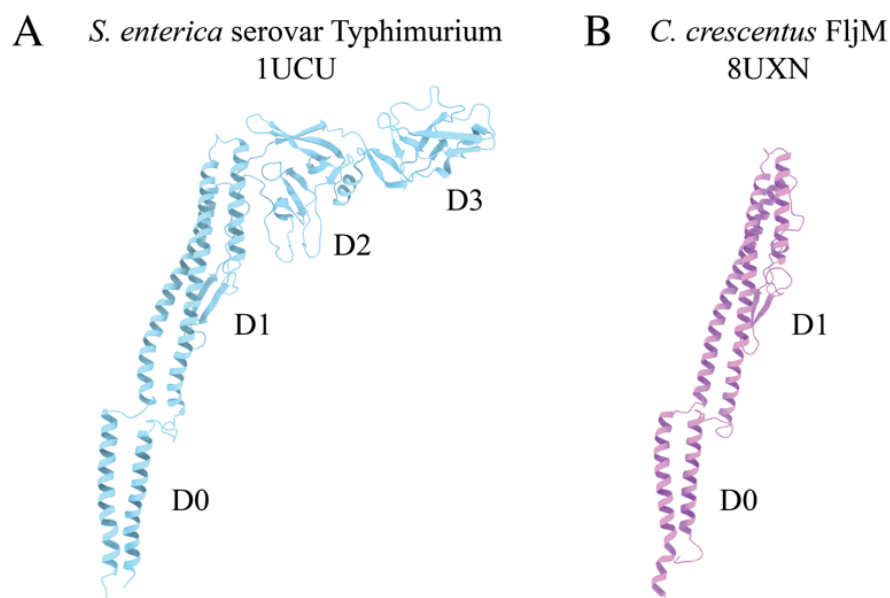 A
S. enterica serovar Typhimurium
1UCU
D3
D2
D1
D0
B
C. crescentus FljM
8UXN
D1
D0